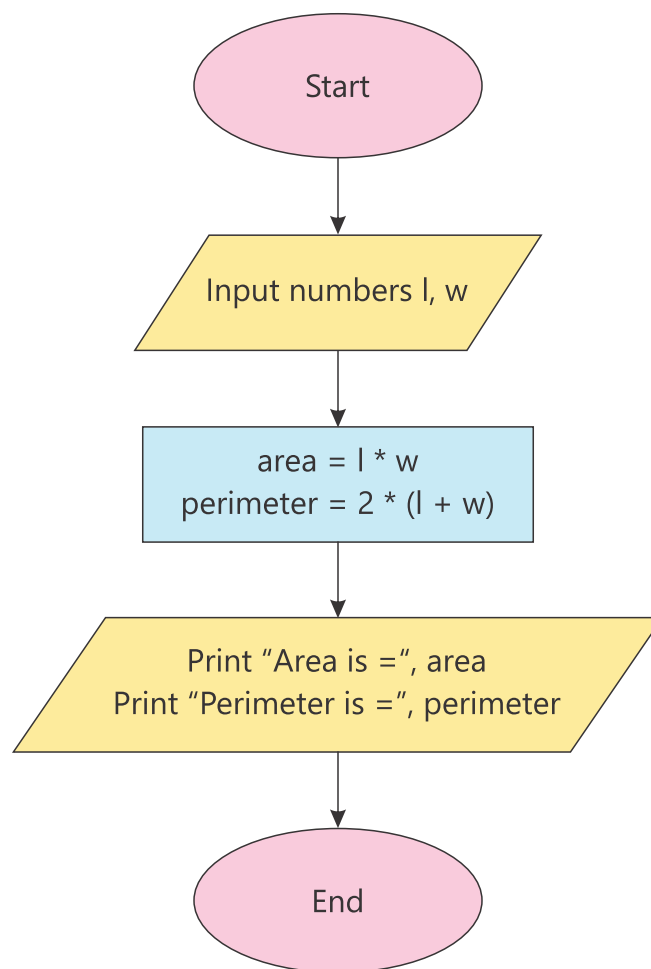 Start
Input numbers l, w
area = l * w
perimeter = 2 * (l + w)
Print “Area is =“, area
Print “Perimeter is =”, perimeter
End